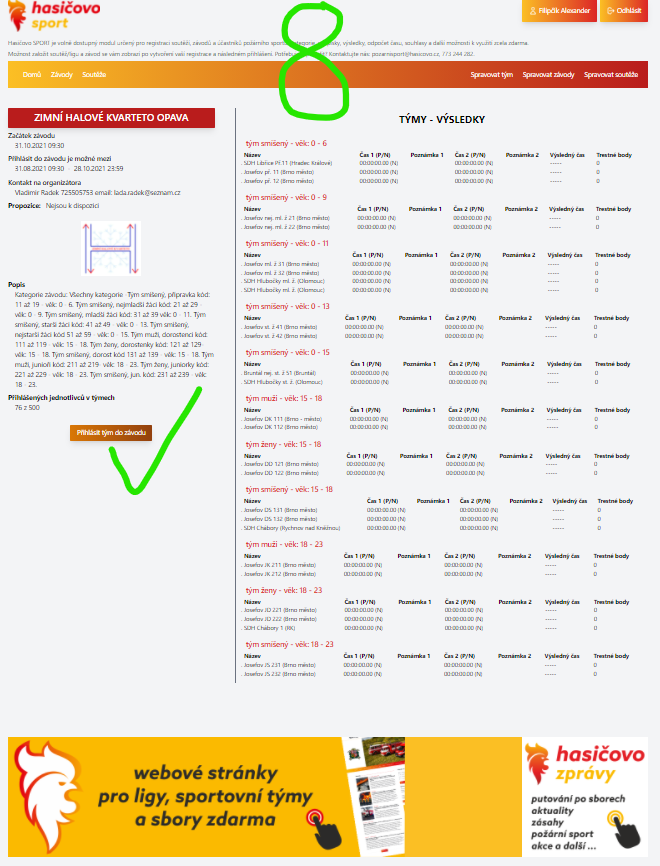 hasičovo
sport
Filipčík Alexander
Odhlásit
8
Hasičovo SPORT je volně dostupný modul určený pro registraci soutěží, závodů a účastníků požárního sportu, výsledky, odpočet času, souhlasy a další možnosti k využití zcela zdarma.
Možnost založit soutěž/ligu a závod se vám zobrazí po vytvoření vaší registrace a následném přihlášení. Kontaktujte nás: pozarnisport@hasicovo.cz, 773 244 282.
Domů Závody Soutěže Spravovat tým Spravovat závody Spravovat soutěže
ZIMNÍ HALOVÉ KVARTETO OPAVA
Začátek závodu
31.10.2021 09:30
Přihlásit do závodu je možné mezi
31.08.2021 09:30 - 28.10.2021 23:59
Kontakt na organizátora
Vladimír Radek 725505753 email: lada.radek@seznam.cz
Propozice: Nejsou k dispozici
Popis
Kategorie závodu: Všechny kategorie - Tým smíšený, přípravka kód:
11 až 19 - věk: 0 - 6. Tým smíšený, nejmladší žáci kód: 21 až 29 -
věk: 0 - 9. Tým smíšený, mladší žáci kód: 31 až 39 věk: 0 - 11. Tým
smíšený, starší žáci kód: 41 až 49 - věk: 0 - 13. Tým smíšený,
nejstarší žáci kód 51 až 59 - věk: 0 - 15. Tým muži, dorostenci kód:
111 až 119 - věk: 15 - 18. Tým ženy, dorostenky kód: 121 až 129-
věk: 15 - 18. Tým smíšený, dorost kód 131 až 139 - věk: 15 - 18. Tým
muži, junioři kód: 211 až 219 - věk: 18 - 23. Tým ženy, juniorky kód:
221 až 229 - věk: 18 - 23. Tým smíšený, jun. kód: 231 až 239 - věk:
18 - 23.
Přihlášených jednotlivců v týmech
76 z 500
Přihlásit tým do závodu
TÝMY - VÝSLEDKY
tým smíšený - věk: 0 - 6
Název Čas 1 (P/N) Poznámka 1 Čas 2 (P/N) Poznámka 2 Výsledný čas Trestné body
SDH Libřice Př.11 (Hradec Králové) 00:00:00.00 (N) 00:00:00.00 (N) ----- 0
Josefov př. 11 (Brno město) 00:00:00.00 (N) 00:00:00.00 (N) ----- 0
Josefov př. 12 (Brno město) 00:00:00.00 (N) 00:00:00.00 (N) ----- 0
tým smíšený - věk: 0 - 9
Název Čas 1 (P/N) Poznámka 1 Čas 2 (P/N) Poznámka 2 Výsledný čas Trestné body
Josefov nej. ml. ž 21 (Brno město) 00:00:00.00 (N) 00:00:00.00 (N) ----- 0
Josefov nej. ml. ž 22 (Brno město) 00:00:00.00 (N) 00:00:00.00 (N) ----- 0
tým smíšený - věk: 0 - 11
Název Čas 1 (P/N) Poznámka 1 Čas 2 (P/N) Poznámka 2 Výsledný čas Trestné body
Josefov ml. ž 31 (Brno město) 00:00:00.00 (N) 00:00:00.00 (N) ----- 0
Josefov ml. ž 32 (Brno město) 00:00:00.00 (N) 00:00:00.00 (N) ----- 0
SDH Hlubočky ml. ž. (Olomouc) 00:00:00.00 (N) 00:00:00.00 (N) ----- 0
SDH Hlubočky ml. ž. (Olomouc) 00:00:00.00 (N) 00:00:00.00 (N) ----- 0
tým smíšený - věk: 0 - 13
Název Čas 1 (P/N) Poznámka 1 Čas 2 (P/N) Poznámka 2 Výsledný čas Trestné body
Josefov st. ž 41 (Brno město) 00:00:00.00 (N) 00:00:00.00 (N) ----- 0
Josefov st. ž 42 (Brno město) 00:00:00.00 (N) 00:00:00.00 (N) ----- 0
tým smíšený - věk: 0 - 15
Název Čas 1 (P/N) Poznámka 1 Čas 2 (P/N) Poznámka 2 Výsledný čas Trestné body
Bruntál nej. st. ž 51 (Bruntál) 00:00:00.00 (N) 00:00:00.00 (N) ----- 0
SDH Hlubočky st. ž. (Olomouc) 00:00:00.00 (N) 00:00:00.00 (N) ----- 0
tým muži - věk: 15 - 18
Název Čas 1 (P/N) Poznámka 1 Čas 2 (P/N) Poznámka 2 Výsledný čas Trestné body
Josefov DK 111 (Brno - město) 00:00:00.00 (N) 00:00:00.00 (N) ----- 0
Josefov DK 112 (Brno město) 00:00:00.00 (N) 00:00:00.00 (N) ----- 0
tým ženy - věk: 15 - 18
Název Čas 1 (P/N) Poznámka 1 Čas 2 (P/N) Poznámka 2 Výsledný čas Trestné body
Josefov DD 121 (Brno město) 00:00:00.00 (N) 00:00:00.00 (N) ----- 0
Josefov DD 122 (Brno město) 00:00:00.00 (N) 00:00:00.00 (N) ----- 0
tým smíšený - věk: 15 - 18
Název Čas 1 (P/N) Poznámka 1 Čas 2 (P/N) Poznámka 2 Výsledný čas Trestné body
Josefov DS 131 (Brno město) 00:00:00.00 (N) 00:00:00.00 (N) ----- 0
Josefov DS 132 (Brno město) 00:00:00.00 (N) 00:00:00.00 (N) ----- 0
SDH Chábory (Rychnov nad Kněžnou) 00:00:00.00 (N) 00:00:00.00 (N) ----- 0
tým muži - věk: 18 - 23
Název Čas 1 (P/N) Poznámka 1 Čas 2 (P/N) Poznámka 2 Výsledný čas Trestné body
Josefov JK 211 (Brno město) 00:00:00.00 (N) 00:00:00.00 (N) ----- 0
Josefov JK 212 (Brno město) 00:00:00.00 (N) 00:00:00.00 (N) ----- 0
tým ženy - věk: 18 - 23
Název Čas 1 (P/N) Poznámka 1 Čas 2 (P/N) Poznámka 2 Výsledný čas Trestné body
Josefov JD 221 (Brno město) 00:00:00.00 (N) 00:00:00.00 (N) ----- 0
Josefov JD 222 (Brno město) 00:00:00.00 (N) 00:00:00.00 (N) ----- 0
SDH Chábory 1 (RK) 00:00:00.00 (N) 00:00:00.00 (N) ----- 0
tým smíšený - věk: 18 - 23
Název Čas 1 (P/N) Poznámka 1 Čas 2 (P/N) Poznámka 2 Výsledný čas Trestné body
Josefov JS 231 (Brno město) 00:00:00.00 (N) 00:00:00.00 (N) ----- 0
Josefov JS 232 (Brno město) 00:00:00.00 (N) 00:00:00.00 (N) ----- 0
webové stránky
pro ligy, sportovní týmy
a sbory zdarma
hasičovo
zprávy
putování po sborech
aktuality
zásahy
požární sport
akce a další ...